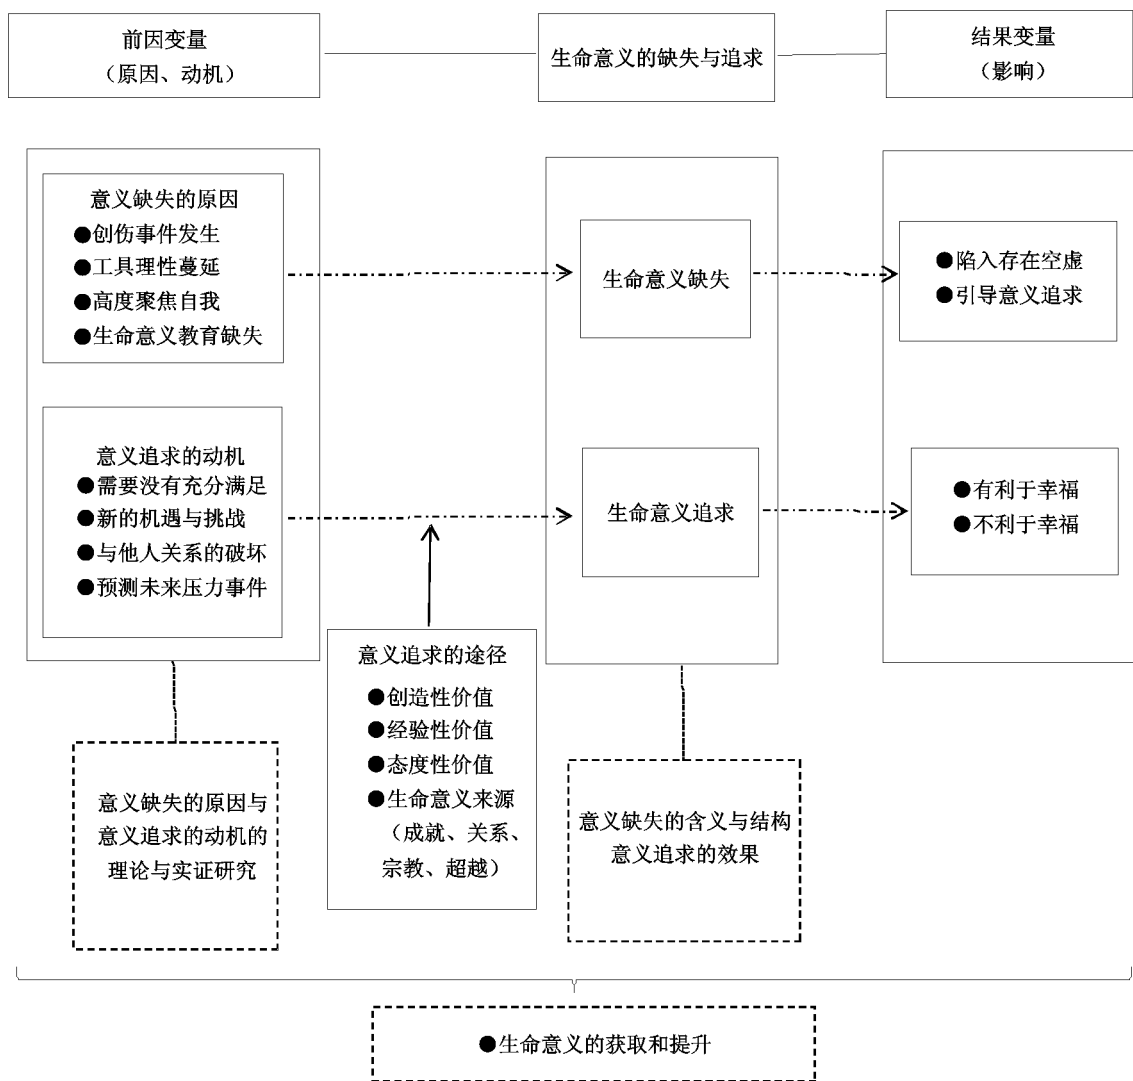 前因变量
（原因、动机）
生命意义的缺失与追求
结果变量
（影响）
意义缺失的原因
●创伤事件发生
●工具理性蔓延
●高度聚焦自我
●生命意义教育缺失
生命意义缺失
●陷入存在空虚
●引导意义追求
意义追求的动机
●需要没有充分满足
●新的机遇与挑战
●与他人关系的破坏
●预测未来压力事件
生命意义追求
●有利于幸福
●不利于幸福
意义追求的途径
●创造性价值
●经验性价值
●态度性价值
●生命意义来源
（成就、关系、
宗教、超越）
意义缺失的原因与
意义追求的动机的
理论与实证研究
意义缺失的含义与结构
意义追求的效果
●生命意义的获取和提升